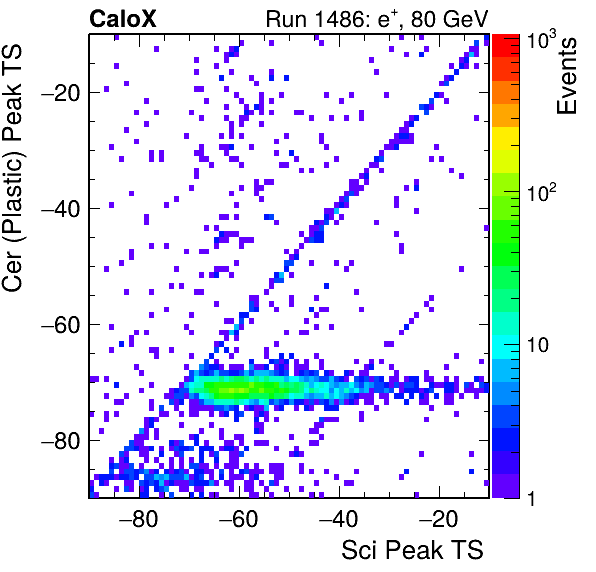 CaloX
Run 1486: e⁺, 80 GeV
Cer (Plastic) Peak TS
−20
−40
−60
−80
−80
−60
−40
−20
Sci Peak TS
10³
10²
10
1
Events